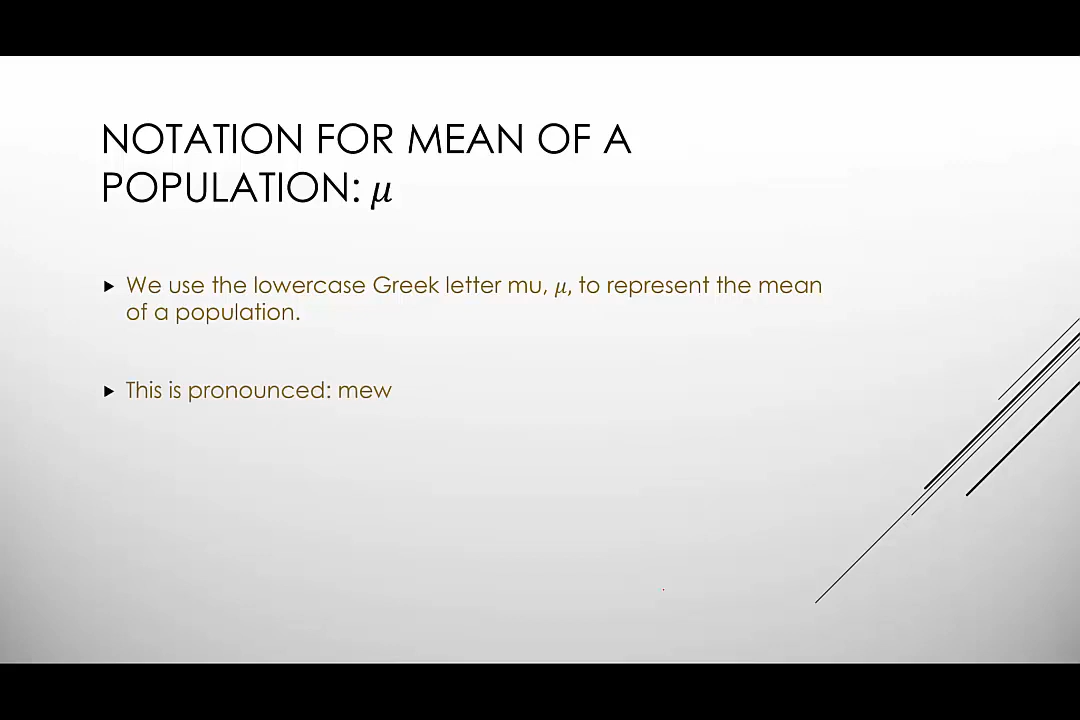 NOTATION FOR MEAN OF A
POPULATION: μ
We use the lowercase Greek letter mu, μ, to represent the mean
of a population.
This is pronounced: mew